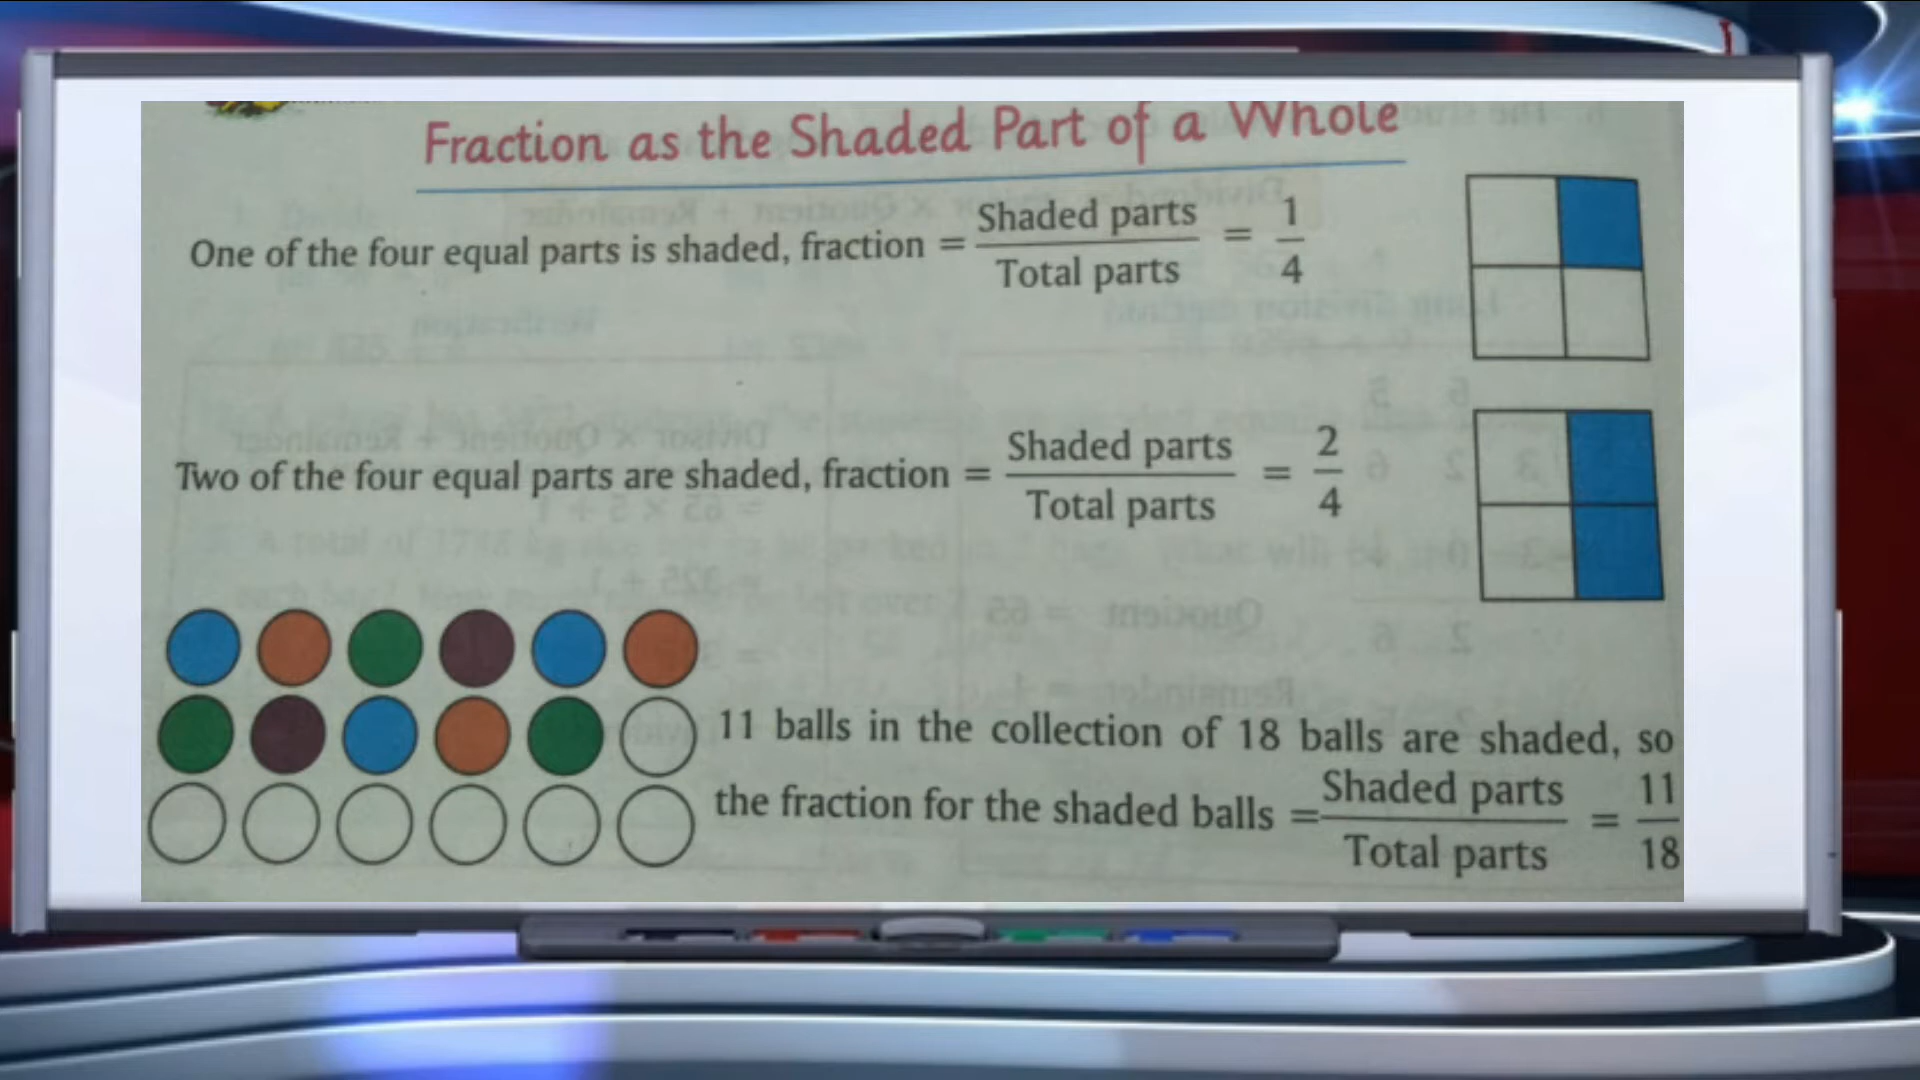 Fraction as the Shaded Part of a Whole
One of the four equal parts is shaded, fraction = Shaded parts / Total parts = 1/4
Two of the four equal parts are shaded, fraction = Shaded parts / Total parts = 2/4
11 balls in the collection of 18 balls are shaded, so
the fraction for the shaded balls = Shaded parts / Total parts = 11/18